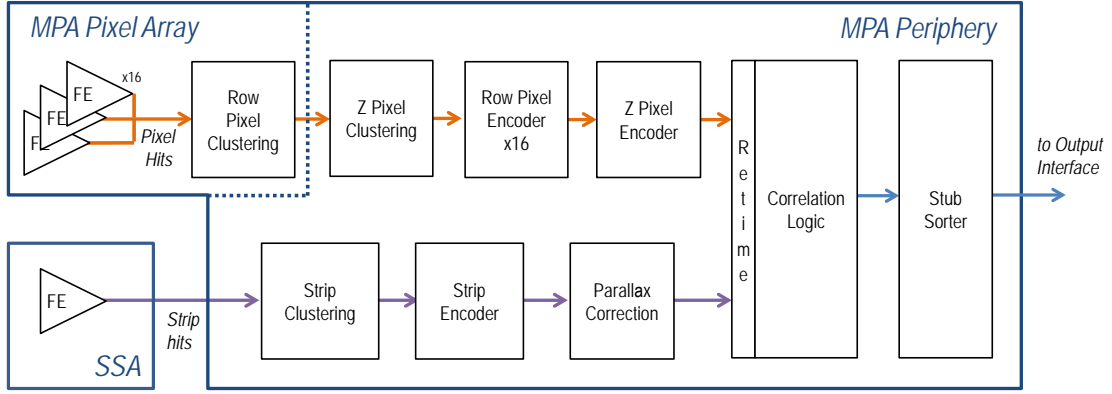 MPA Pixel Array
MPA Periphery
x16
FE
FE
FE
Pixel
Hits
Row
Pixel
Clustering
Z Pixel
Clustering
Row Pixel
Encoder
x16
Z Pixel
Encoder
Retime
Correlation
Logic
Stub
Sorter
to Output
Interface
FE
SSA
Strip
hits
Strip
Clustering
Strip
Encoder
Parallax
Correction